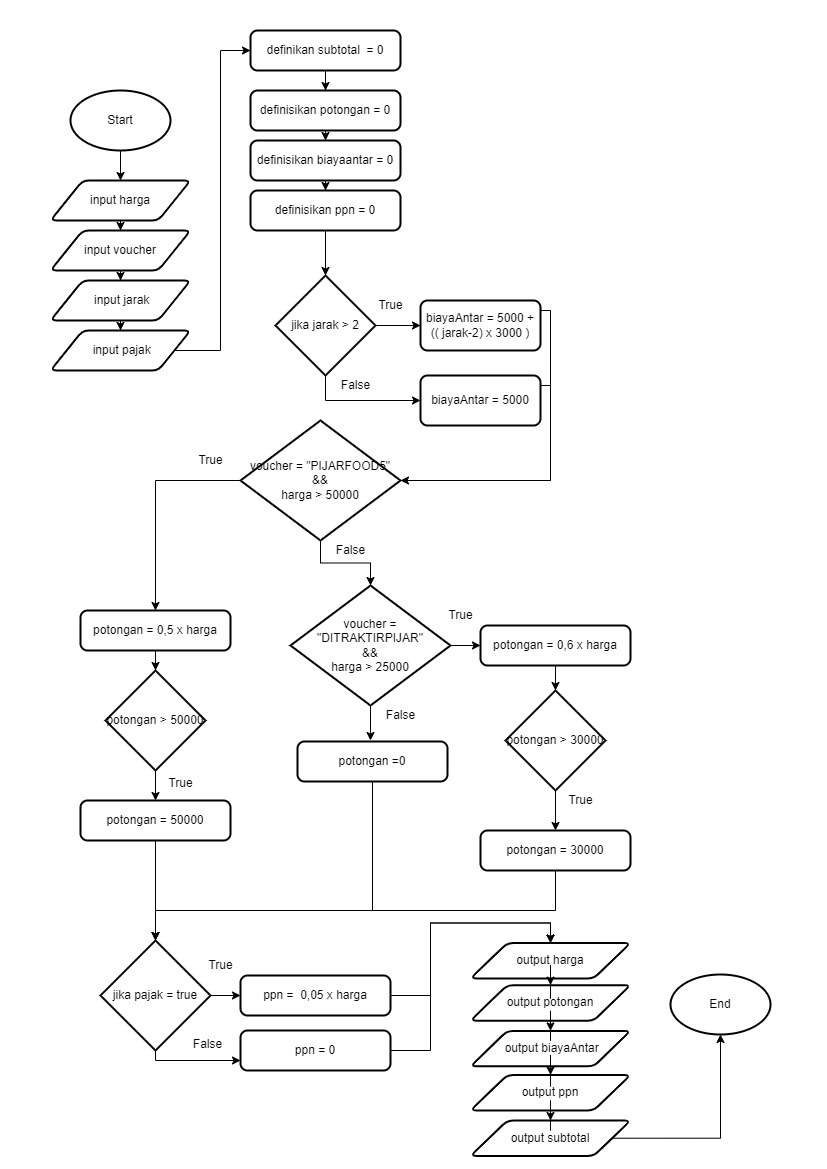 Start
input harga
input voucher
input jarak
input pajak
definikan subtotal = 0
definisikan potongan = 0
definisikan biayaantar = 0
definisikan ppn = 0
jika jarak > 2
True
biayaAntar = 5000 +
(( jarak-2) x 3000 )
False
biayaAntar = 5000
voucher = "PIJARFOOD5"
&&
harga > 50000
True
False
potongan = 0,5 x harga
potongan > 50000
True
potongan = 50000
voucher =
"DITRAKTIRPIJAR"
&&
harga > 25000
True
False
potongan =0
potongan = 0,6 x harga
potongan > 30000
True
potongan = 30000
jika pajak = true
True
ppn = 0,05 x harga
False
ppn = 0
output harga
output potongan
output biayaAntar
output ppn
output subtotal
End